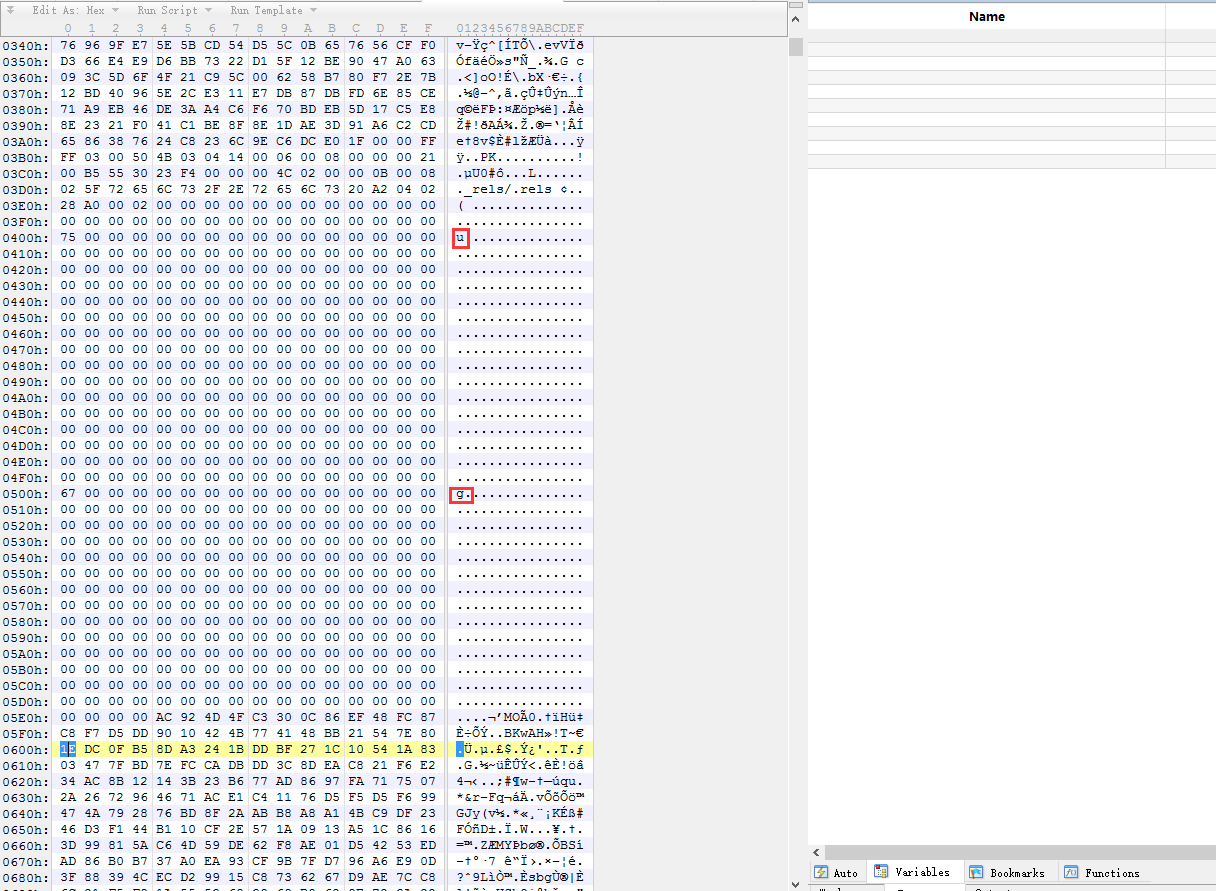 Edit As: Hex Run Script Run Template
0 1 2 3 4 5 6 7 8 9 A B C D E F 0123456789ABCDEF
0340h: 76 96 9F E7 5E 5B CD 54 D5 5C 0B 65 76 56 CF F0 v–Ÿç^[ÍTÕ\.evVÏð
0350h: D3 66 E4 E9 D6 BB 73 22 D1 5F 12 BE 90 47 A0 63 ÓfäéÖ»s"Ñ_.¾.G c
0360h: 09 3C 5D 6F 4F 21 C9 5C 00 62 58 B7 80 F7 2E 7B .<]oO!É\.bX·€÷.{
0370h: 12 BD 40 96 5E 2C E3 11 E7 DB 87 DB FD 6E 85 CE .½@–^,ã.çÛ‡Ûýn…Î
0380h: 71 A9 EB 46 DE 3A A4 C6 F6 70 BD EB 5D 17 C5 E8 q©ëFÞ:¤Æöp½ë].Åè
0390h: 8E 23 21 F0 41 C1 BE 8F 8E 1D AE 3D 91 A6 C2 CD Ž#!ðAÁ¾.Ž.®=‘¦ÂÍ
03A0h: 65 86 38 76 24 C8 23 6C 9E C6 DC E0 1F 00 00 FF e†8v$È#lžÆÜà...ÿ
03B0h: FF 03 00 50 4B 03 04 14 00 06 00 08 00 00 00 21 ÿ..PK..........!
03C0h: 00 B5 55 30 23 F4 00 00 00 4C 02 00 00 0B 00 08 .µU0#ô...L......
03D0h: 02 5F 72 65 6C 73 2F 2E 72 65 6C 73 20 A2 04 02 ._rels/.rels ¢..
03E0h: 28 A0 00 02 00 00 00 00 00 00 00 00 00 00 00 00 ( ..............
03F0h: 00 00 00 00 00 00 00 00 00 00 00 00 00 00 00 00 ................
0400h: 75 00 00 00 00 00 00 00 00 00 00 00 00 00 00 00 u...............
0410h: 00 00 00 00 00 00 00 00 00 00 00 00 00 00 00 00 ................
0420h: 00 00 00 00 00 00 00 00 00 00 00 00 00 00 00 00 ................
0430h: 00 00 00 00 00 00 00 00 00 00 00 00 00 00 00 00 ................
0440h: 00 00 00 00 00 00 00 00 00 00 00 00 00 00 00 00 ................
0450h: 00 00 00 00 00 00 00 00 00 00 00 00 00 00 00 00 ................
0460h: 00 00 00 00 00 00 00 00 00 00 00 00 00 00 00 00 ................
0470h: 00 00 00 00 00 00 00 00 00 00 00 00 00 00 00 00 ................
0480h: 00 00 00 00 00 00 00 00 00 00 00 00 00 00 00 00 ................
0490h: 00 00 00 00 00 00 00 00 00 00 00 00 00 00 00 00 ................
04A0h: 00 00 00 00 00 00 00 00 00 00 00 00 00 00 00 00 ................
04B0h: 00 00 00 00 00 00 00 00 00 00 00 00 00 00 00 00 ................
04C0h: 00 00 00 00 00 00 00 00 00 00 00 00 00 00 00 00 ................
04D0h: 00 00 00 00 00 00 00 00 00 00 00 00 00 00 00 00 ................
04E0h: 00 00 00 00 00 00 00 00 00 00 00 00 00 00 00 00 ................
04F0h: 00 00 00 00 00 00 00 00 00 00 00 00 00 00 00 00 ................
0500h: 67 00 00 00 00 00 00 00 00 00 00 00 00 00 00 00 g...............
0510h: 00 00 00 00 00 00 00 00 00 00 00 00 00 00 00 00 ................
0520h: 00 00 00 00 00 00 00 00 00 00 00 00 00 00 00 00 ................
0530h: 00 00 00 00 00 00 00 00 00 00 00 00 00 00 00 00 ................
0540h: 00 00 00 00 00 00 00 00 00 00 00 00 00 00 00 00 ................
0550h: 00 00 00 00 00 00 00 00 00 00 00 00 00 00 00 00 ................
0560h: 00 00 00 00 00 00 00 00 00 00 00 00 00 00 00 00 ................
0570h: 00 00 00 00 00 00 00 00 00 00 00 00 00 00 00 00 ................
0580h: 00 00 00 00 00 00 00 00 00 00 00 00 00 00 00 00 ................
0590h: 00 00 00 00 00 00 00 00 00 00 00 00 00 00 00 00 ................
05A0h: 00 00 00 00 00 00 00 00 00 00 00 00 00 00 00 00 ................
05B0h: 00 00 00 00 00 00 00 00 00 00 00 00 00 00 00 00 ................
05C0h: 00 00 00 00 00 00 00 00 00 00 00 00 00 00 00 00 ................
05D0h: 00 00 00 00 00 00 00 00 00 00 00 00 00 00 00 00 ................
05E0h: 00 00 00 00 AC 92 4D 4F C3 30 0C 86 EF 48 FC 87 ....¬’MOÃ0.†ïHü‡
05F0h: C8 F7 D5 DD 90 10 42 4B 77 41 48 BB 21 54 7E 80 È÷ÕÝ..BKwAH»!T~€
0600h: 1E DC 0F B5 8D A3 24 1B DD BF 27 1C 10 54 1A 83 .Ü.µ.£$.Ý¿'..T.ƒ
0610h: 03 47 7F BD 7E FC CA DB BD 3C 8D EA C8 21 F6 E2 .G.½~üÊÛ½<.êÈ!öâ
0620h: 34 AC 8B 12 14 3B 23 B6 77 AD 86 97 FA 71 75 07 4¬‹..;#¶w-†—úqu.
0630h: 2A 26 72 96 46 71 AC E1 C4 11 76 D5 F5 D5 F6 99 *&r–Fq¬áÄ.vÕõÕö™
0640h: 47 4A 79 28 76 BD 8F 2A AB B8 A8 A1 4B C9 DF 23 GJy(v½.*«¸¨¡KÉß#
0650h: 46 D3 F1 44 B1 10 CF 2E 57 1A 09 13 A5 1C 86 16 FÓñD±.Ï.W...¥.†.
0660h: 3D 99 81 5A C6 4D 59 DE 62 F8 AE 01 D5 42 53 ED =™.ZÆMYÞbø®.ÕBSí
0670h: AD 86 B0 B7 37 A0 EA 93 CF 9B 7F D7 96 A6 E9 0D -†°·7 ê“Ï›.×–¦é.
0680h: 3F 88 39 4C EC D2 99 15 C8 73 62 67 D9 AE 7C C8 ?ˆ9LìÒ™.ÈsbgÙ®|È
Name
Auto Variables Bookmarks Functions